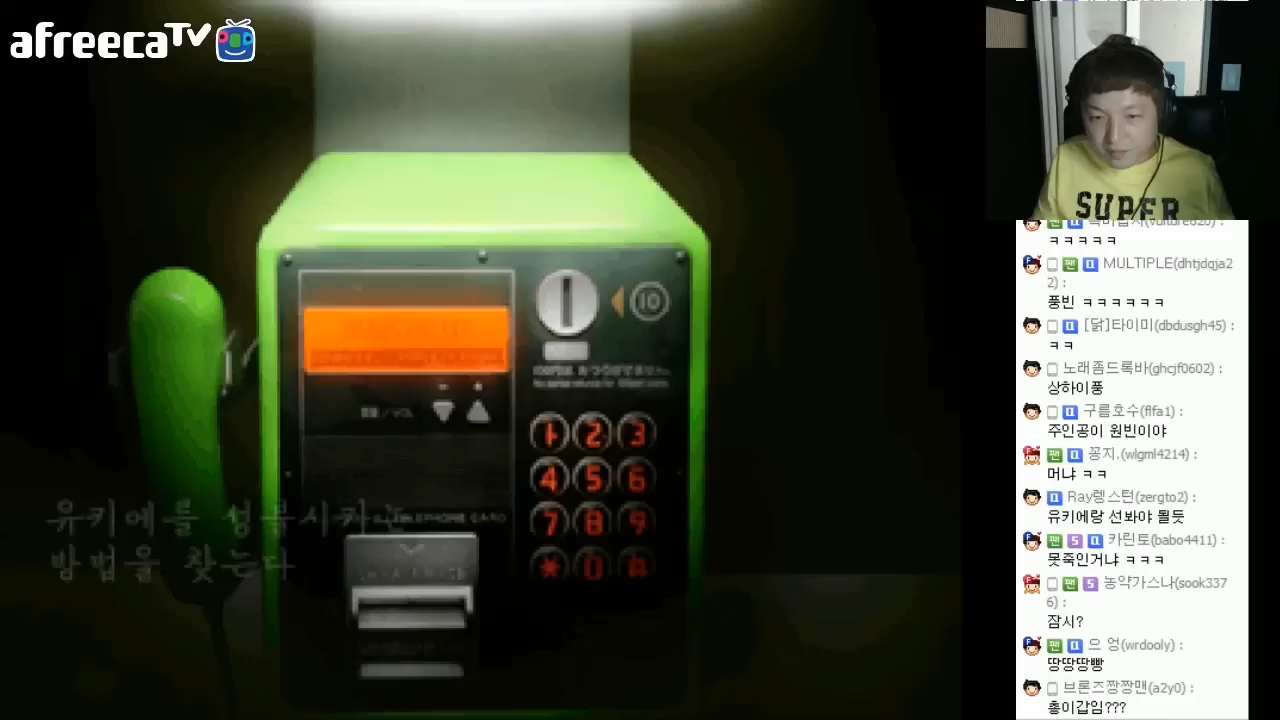 afreecaTV
유키에를 성불시
방법을 찾는다
10
1 2 3
4 5 6
7 8 9
* 0 #
SUPER
ㅋㅋㅋㅋㅋ
MULTIPLE(dhtjdqja2
2) :
풍빈 ㅋㅋㅋㅋㅋㅋ
[닭]타이미(dbdusgh45) :
ㅋㅋ
노래좀드록바(ghcjf0602) :
상하이풍
구름호수(flfa1) :
주인공이 원빈이야
꽁지.(wlgml4214) :
머냐 ㅋㅋ
Ray렝스턴(zergto2) :
유키에랑 선봐야 될듯
카린토(babo4411) :
못죽인거냐 ㅋㅋㅋ
농약가스나(sook337
6) :
잠시?
으 엉(wrdooly) :
땅땅땅빵
브론즈짱짱맨(a2y0) :
총이갑임???